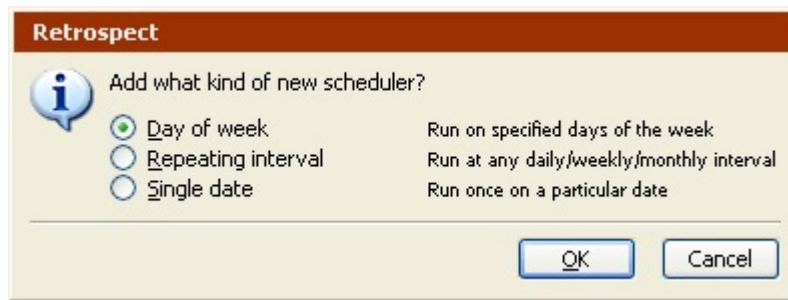 Retrospect
Add what kind of new scheduler?
Day of week Run on specified days of the week
Repeating interval Run at any daily/weekly/monthly interval
Single date Run once on a particular date
OK Cancel